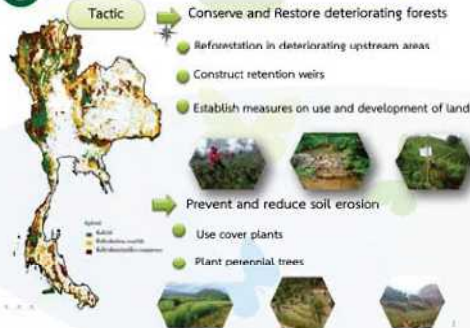 Tactic
Conserve and Restore deteriorating forests
Reforestation in deteriorating upstream areas
Construct retention weirs
Establish measures on use and development of land
Prevent and reduce soil erosion
Use cover plants
Plant perennial trees